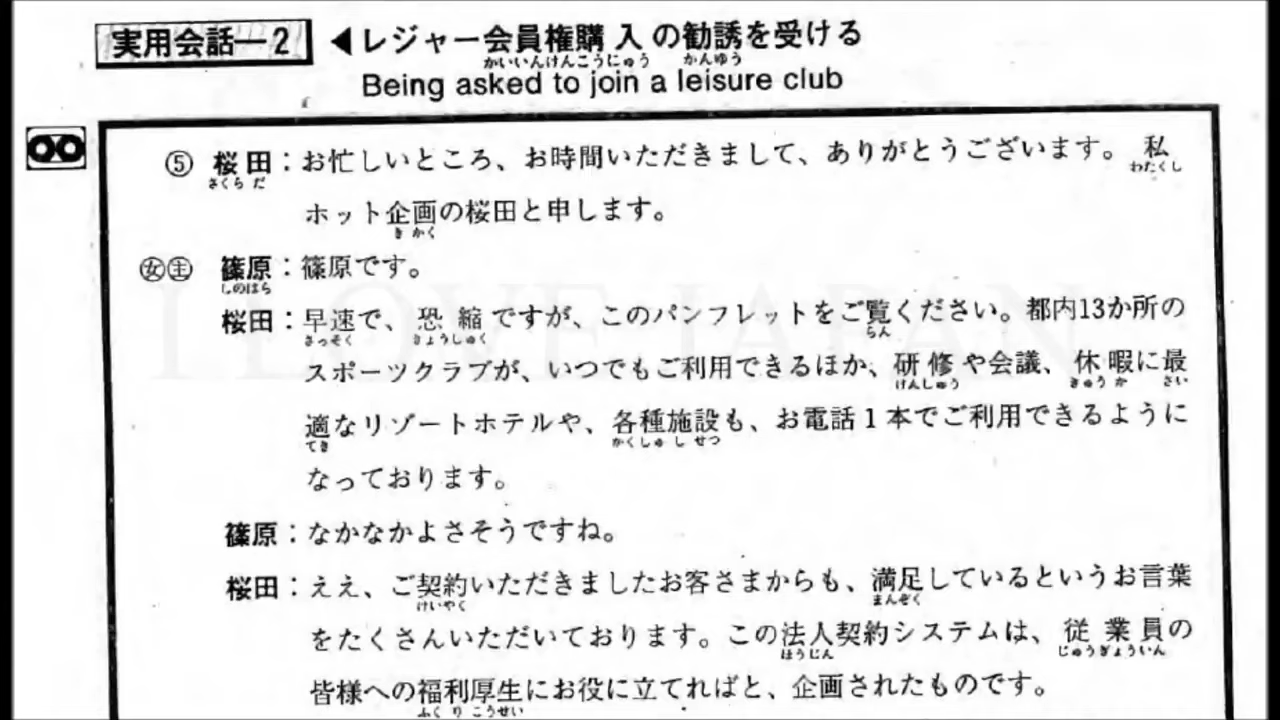 実用会話―2 ◀レジャー会員権購入の勧誘を受ける
かいいんけんこうにゅう かんゆう
Being asked to join a leisure club
⑤ 桜田：お忙しいところ、お時間いただきまして、ありがとうございます。私
さくらだ わたくし
ホット企画の桜田と申します。
きかく
㊛㊟ 篠原：篠原です。
しのはら
桜田：早速で、恐縮ですが、このパンフレットをご覧ください。都内13か所の
さっそく きょうしゅく らん
スポーツクラブが、いつでもご利用できるほか、研修や会議、休暇に最
けんしゅう きゅうか さい
適なリゾートホテルや、各種施設も、お電話1本でご利用できるように
てき かくしゅしせつ
なっております。
篠原：なかなかよさそうですね。
桜田：ええ、ご契約いただきましたお客さまからも、満足しているというお言葉
けいやく まんぞく
をたくさんいただいております。この法人契約システムは、従業員の
ほうじん じゅうぎょういん
皆様への福利厚生にお役に立てればと、企画されたものです。
ふくりこうせい
I LOVE JAPAN